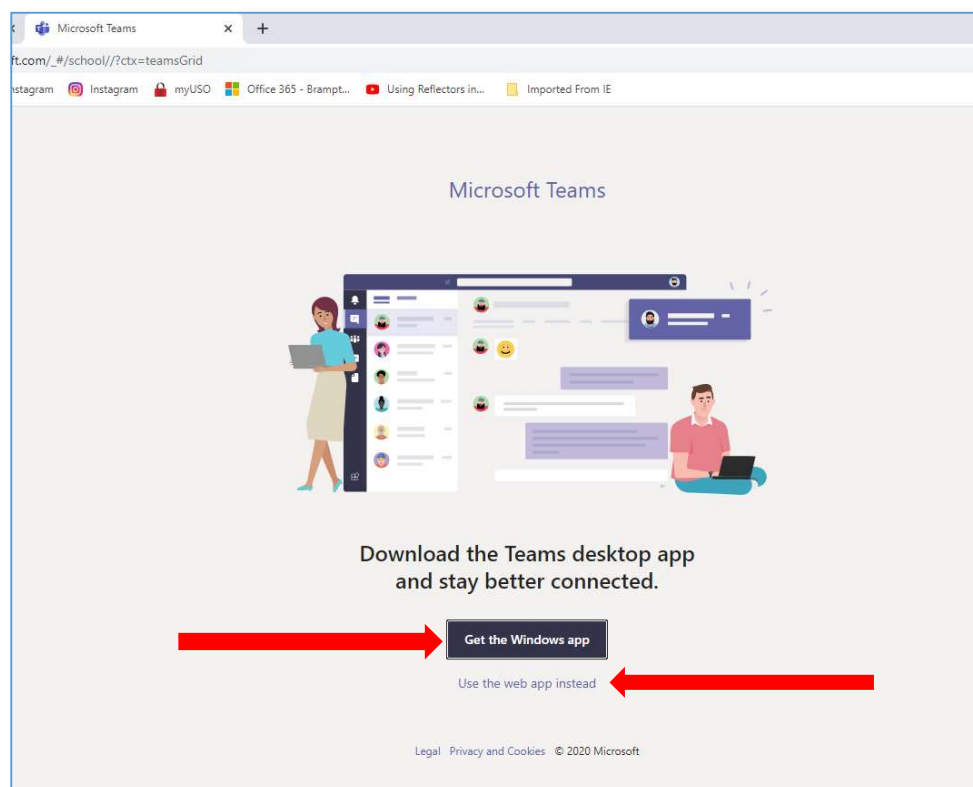 Microsoft Teams
ft.com/_#/school//?ctx=teamsGrid
nstagram Instagram myUSO Office 365 - Brampt... Using Reflectors in... Imported From IE
Microsoft Teams
Download the Teams desktop app
and stay better connected.
Get the Windows app
Use the web app instead
Legal Privacy and Cookies © 2020 Microsoft